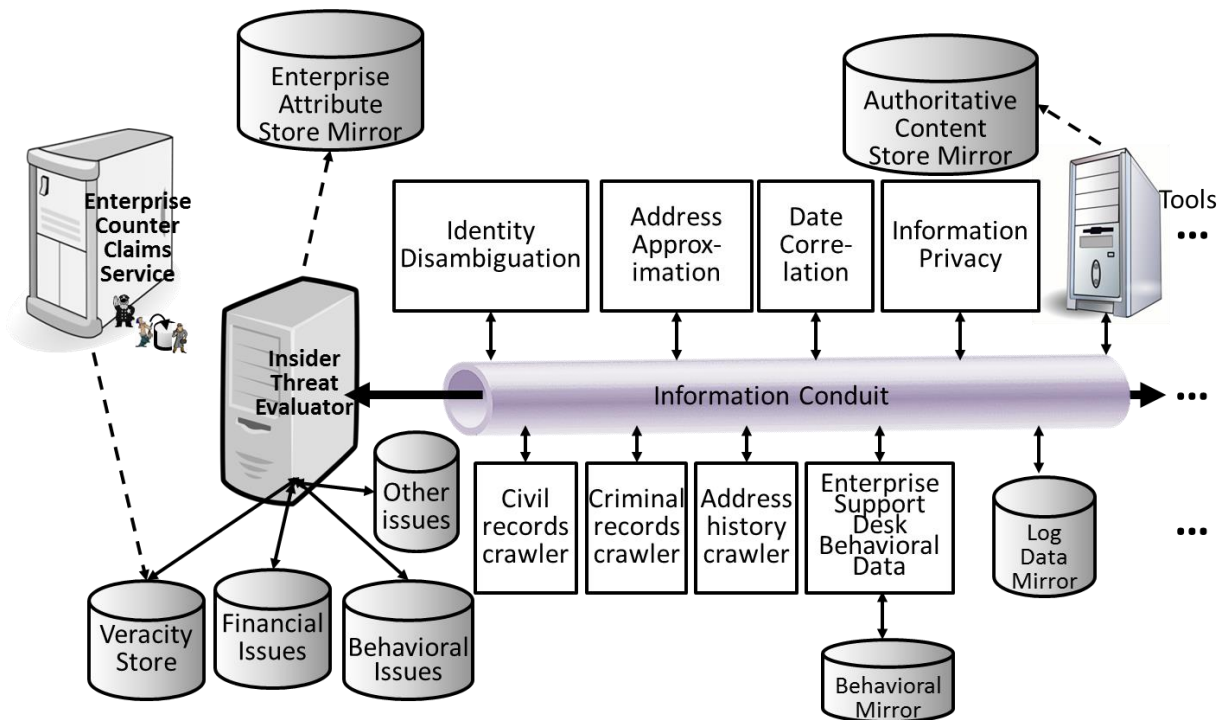 Enterprise
Attribute
Store Mirror
Authoritative
Content
Store Mirror
Enterprise
Counter
Claims
Service
Identity
Disambiguation
Address
Approx-
imation
Date
Corre-
lation
Information
Privacy
Tools
...
Insider
Threat
Evaluator
Information Conduit
...
Other
issues
Civil
records
crawler
Criminal
records
crawler
Address
history
crawler
Enterprise
Support
Desk
Behavioral
Data
Log
Data
Mirror
...
Veracity
Store
Financial
Issues
Behavioral
Issues
Behavioral
Mirror